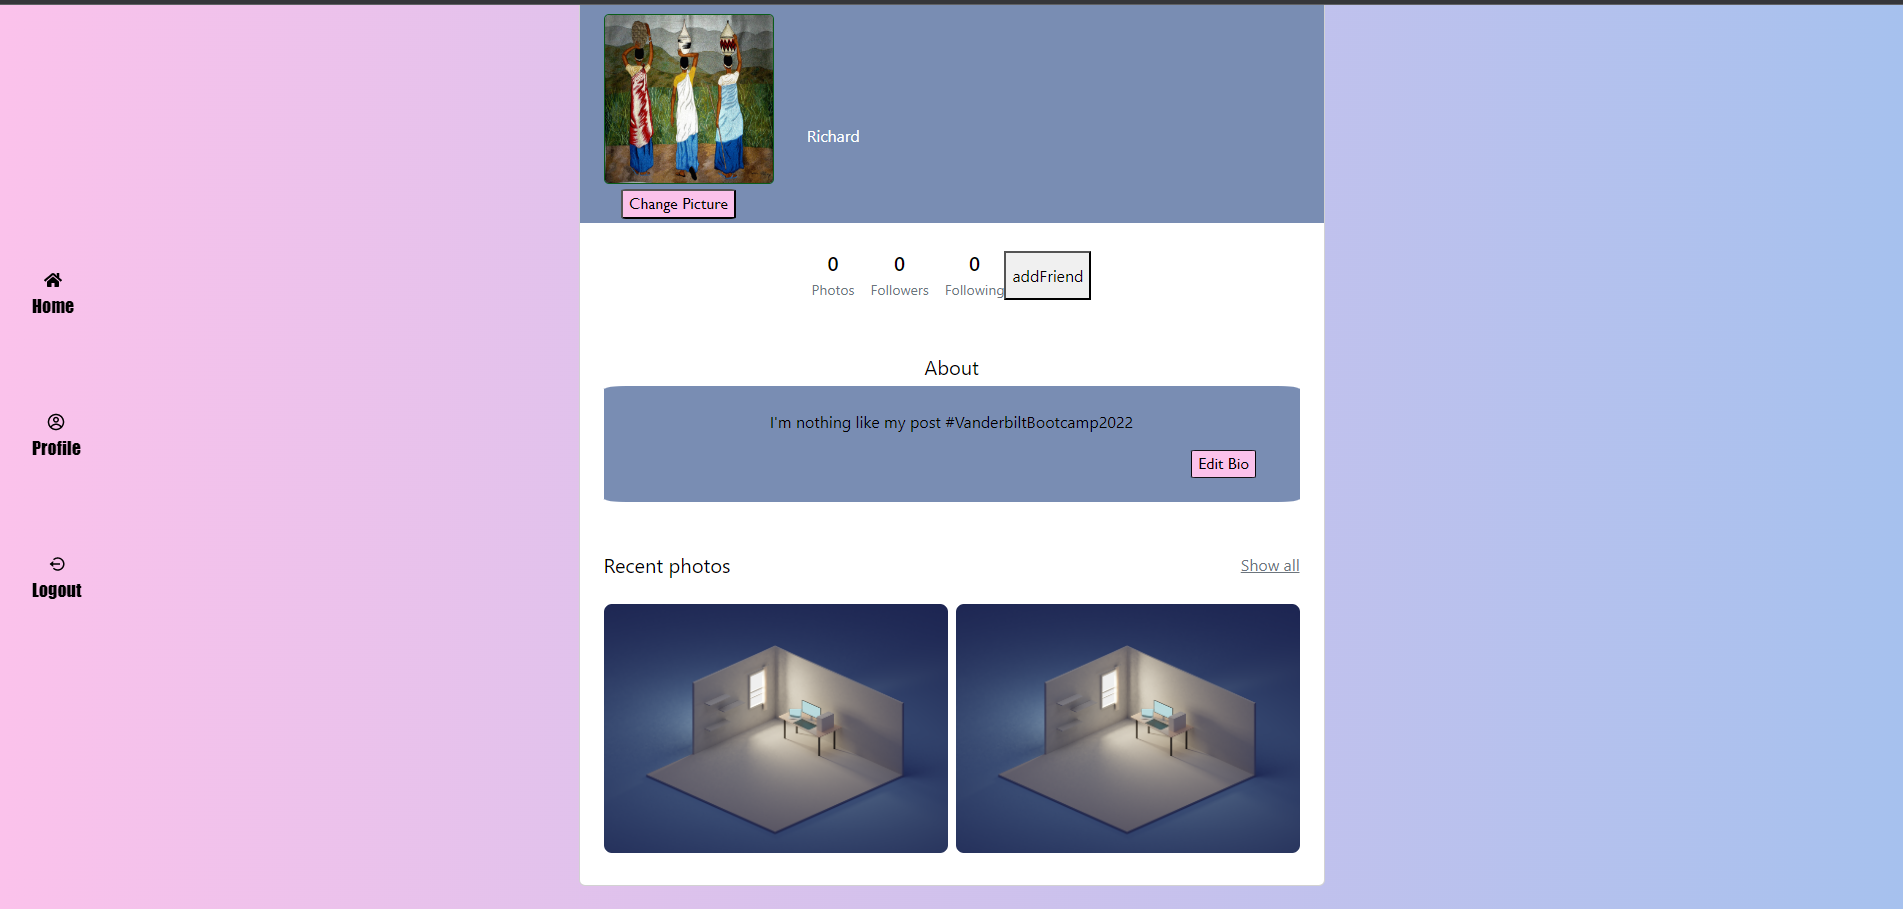 Richard
Change Picture
0 0 0
Photos Followers Following addFriend
Home
About
I'm nothing like my post #VanderbiltBootcamp2022
Profile
Edit Bio
Recent photos Show all
Logout